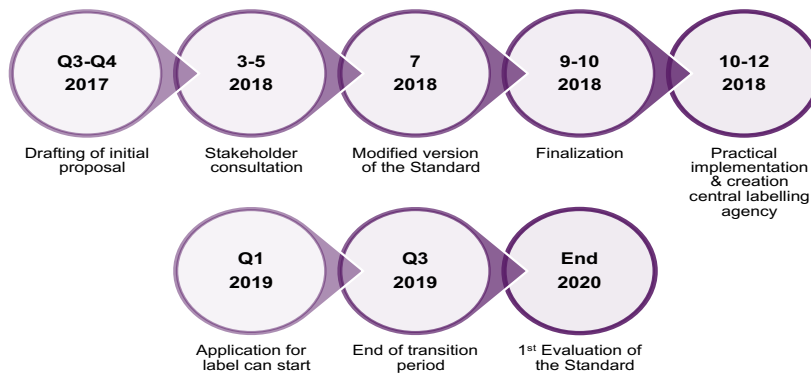 Q3-Q4
2017
3-5
2018
7
2018
9-10
2018
10-12
2018
Drafting of initial
proposal
Stakeholder
consultation
Modified version
of the Standard
Finalization
Practical
implementation
& creation
central labelling
agency
Q1
2019
Q3
2019
End
2020
Application for
label can start
End of transition
period
1st Evaluation of
the Standard